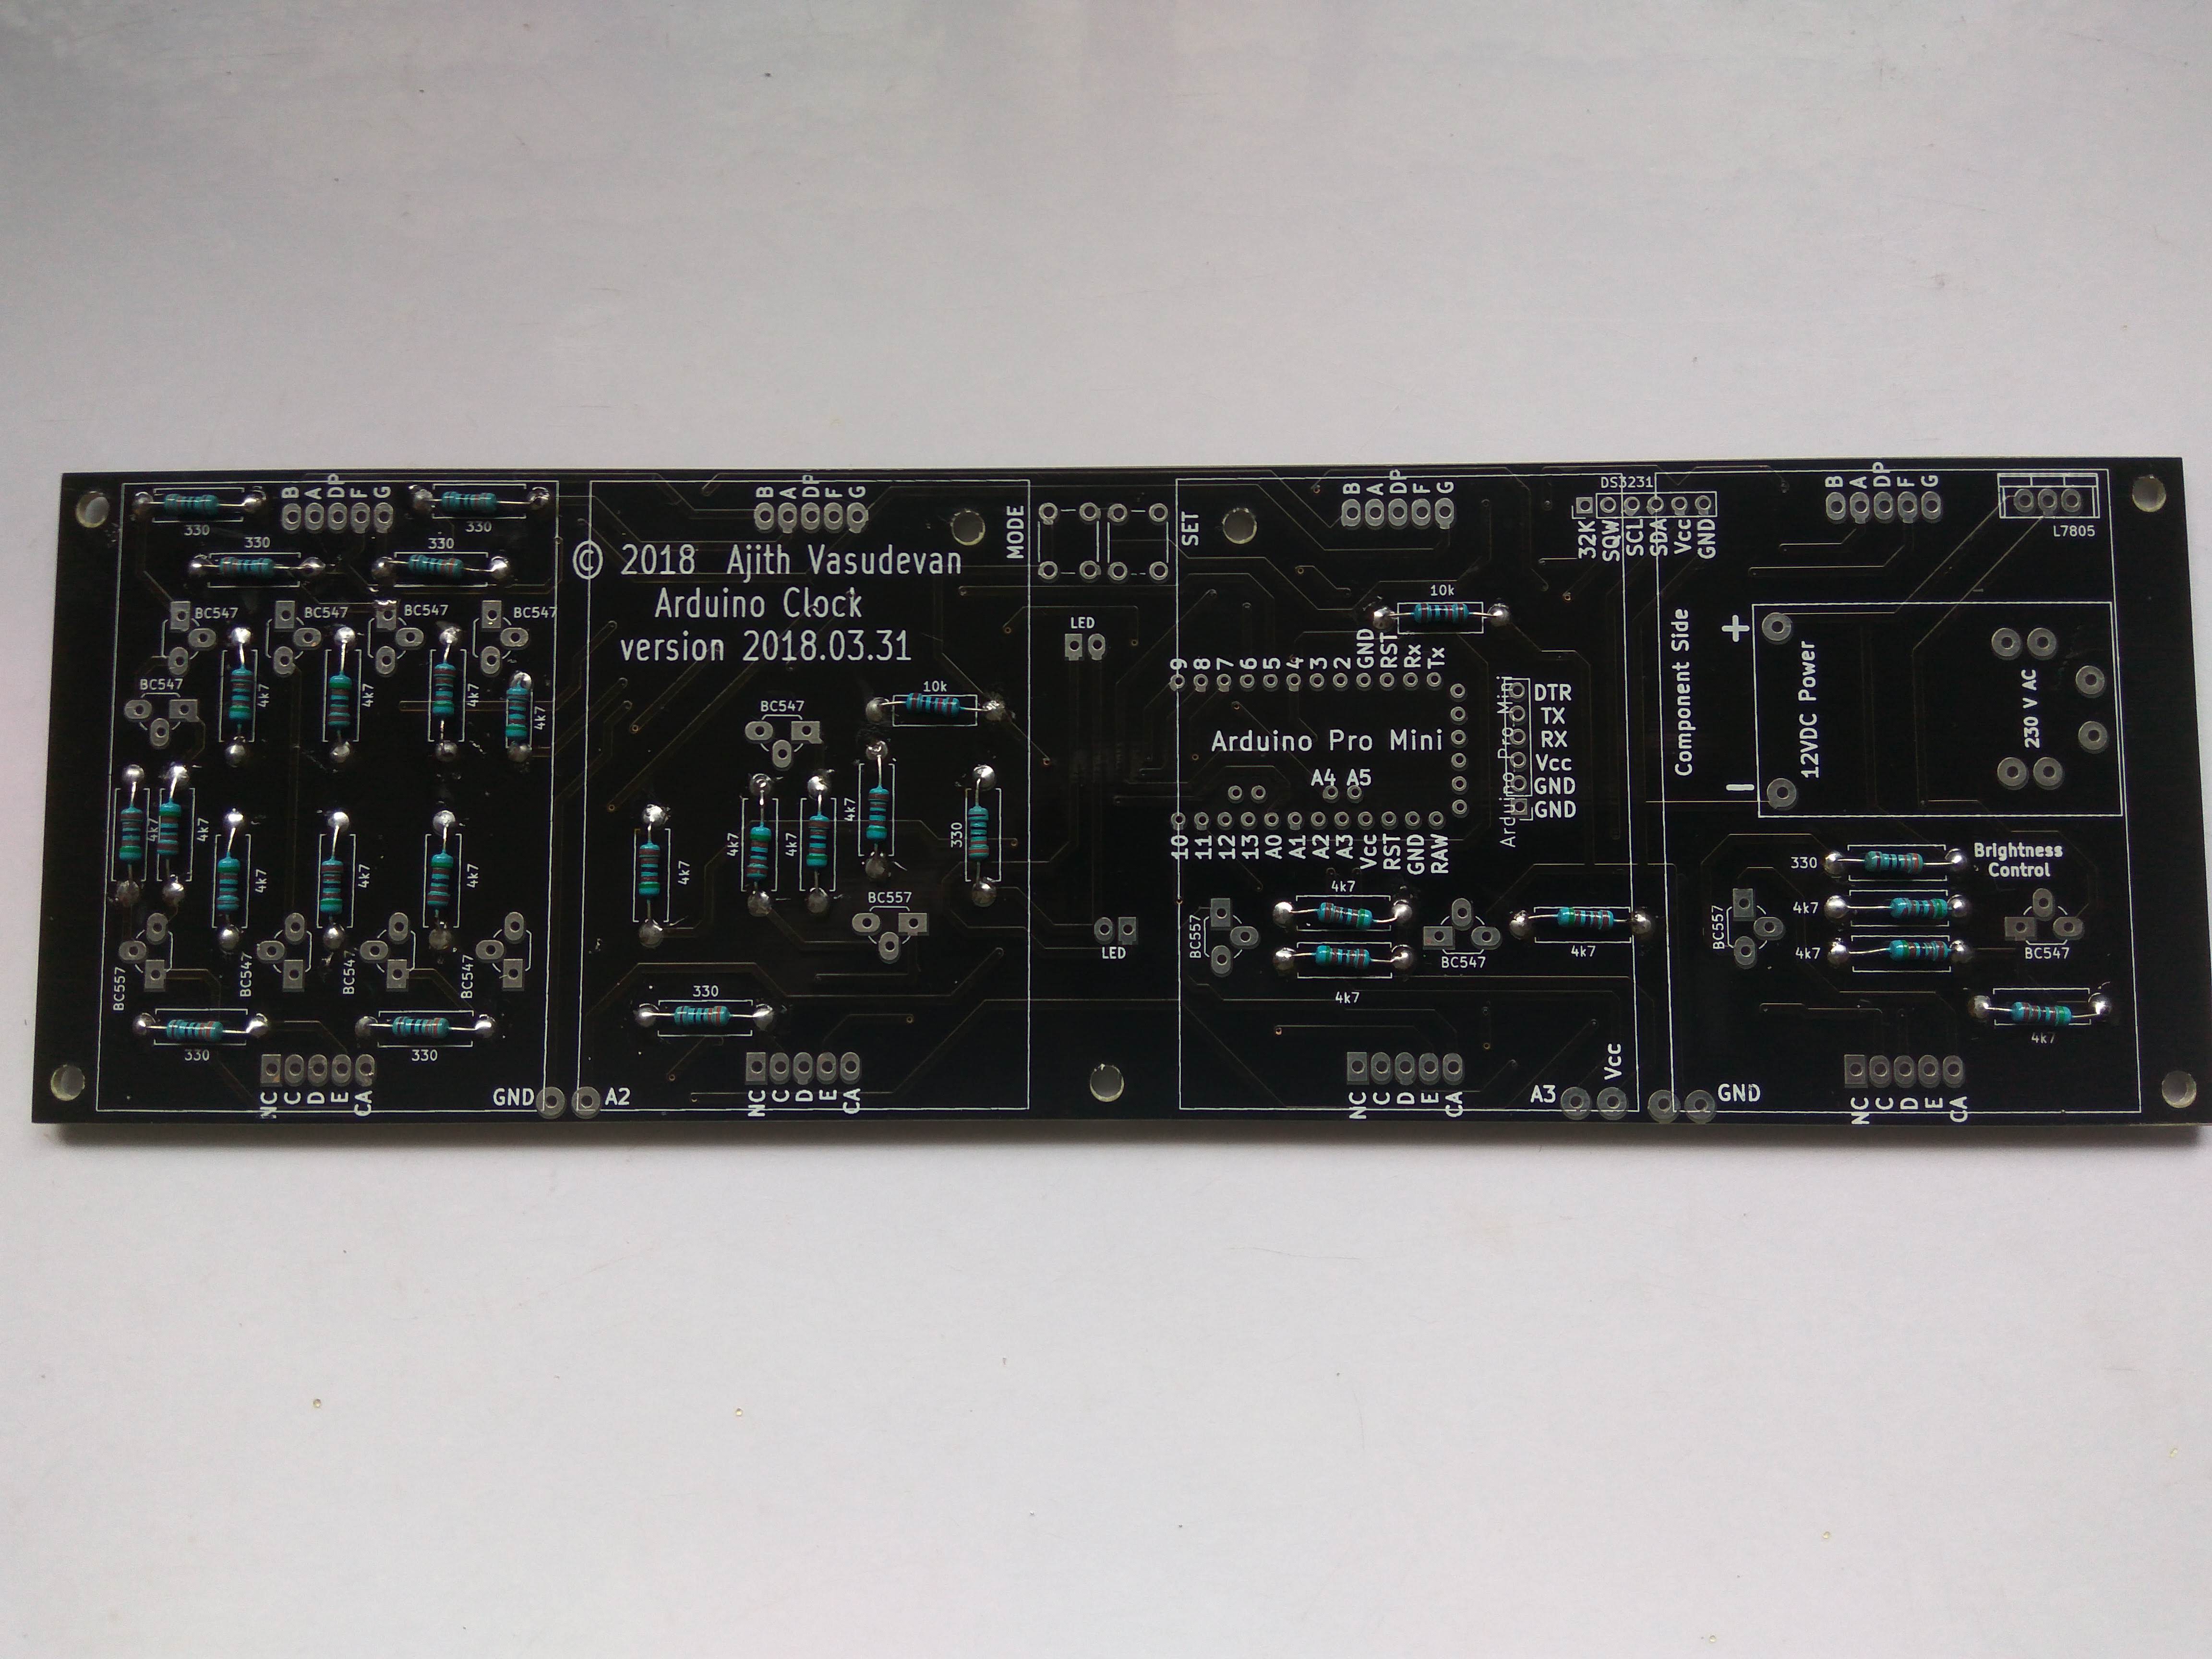 330
B
A
DP
F
G
330
330
330
BC547
BC547
BC547
BC547
BC547
4k7
4k7
4k7
4k7
4k7
4k7
4k7
4k7
4k7
BC557
BC547
BC547
BC547
330
330
NC
C
D
E
CA
GND
A2
B
A
DP
F
G
© 2018 Ajith Vasudevan
Arduino Clock
version 2018.03.31
10k
BC547
4k7
4k7
4k7
4k7
330
BC557
330
NC
C
D
E
CA
MODE
SET
LED
LED
B
A
DP
F
G
10k
9
8
7
6
5
4
3
2
GND
RST
Rx
Tx
Arduino Pro Mini
A4 A5
10
11
12
13
A0
A1
A2
A3
Vcc
RST
GND
RAW
Arduino Pro Mini
DTR
TX
RX
Vcc
GND
GND
4k7
BC557
BC547
4k7
4k7
NC
C
D
E
CA
A3
Vcc
DS3231
32K
SQW
SCL
SDA
Vcc
GND
B
A
DP
F
G
L7805
Component Side
+
12VDC Power
230 V AC
−
330
Brightness
Control
4k7
4k7
BC557
BC547
4k7
NC
C
D
E
CA
GND